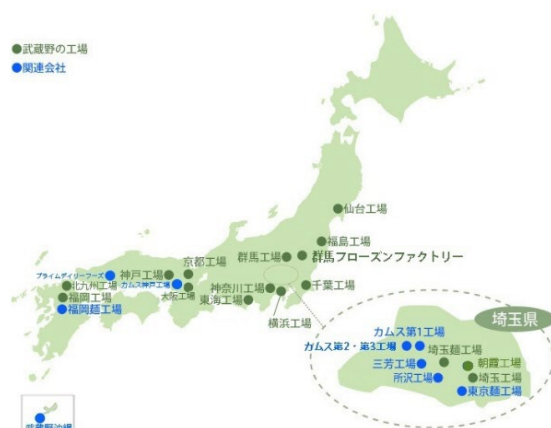 武蔵野の工場
関連会社
仙台工場
福島工場
群馬工場
群馬フローズンファクトリー
京都工場
プライムデイリーフーズ
神戸工場
カムス神戸工場
北九州工場
大阪工場
神奈川工場
千葉工場
福岡工場
東海工場
福岡麺工場
横浜工場
埼玉県
カムス第1工場
カムス第2・第3工場
埼玉麺工場
三芳工場
朝霞工場
所沢工場
埼玉工場
東京麺工場
武蔵野沖縄